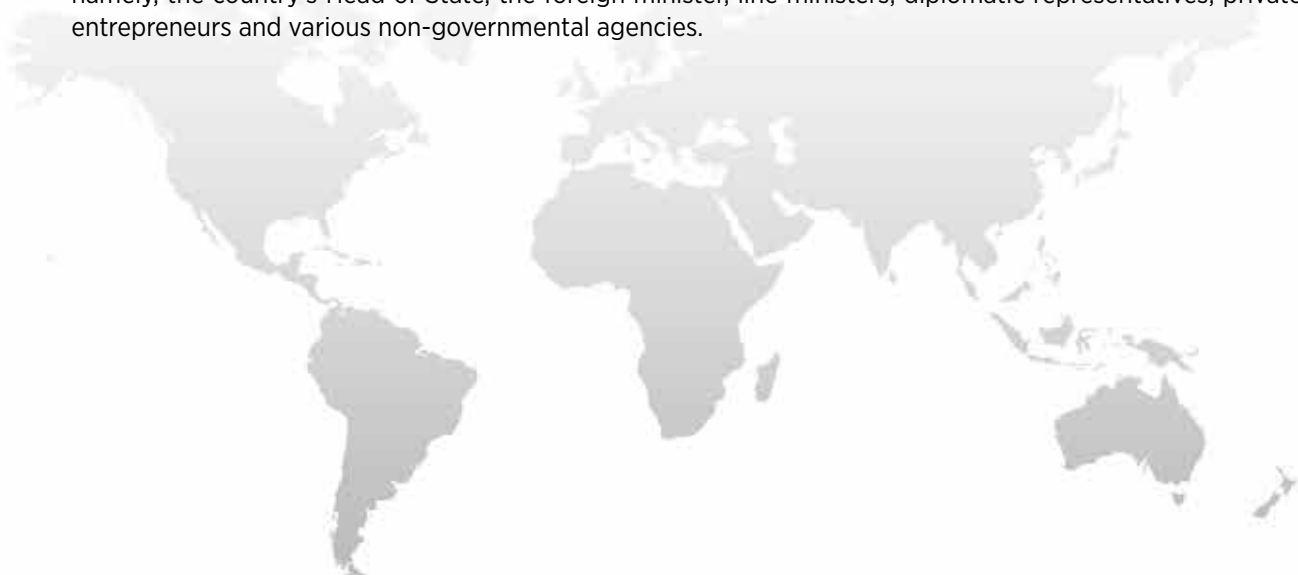 namely, the country's Head of State, the foreign minister, line ministers, diplomatic representatives, private
entrepreneurs and various non-governmental agencies.